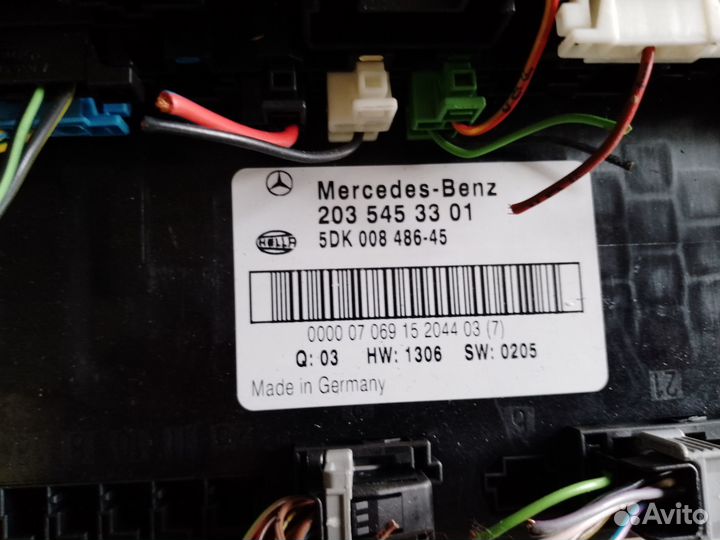 Mercedes-Benz
203 545 33 01
HELLA
5DK 008 486-45
0000 07 069 15 2044 03 (7)
Q: 03 HW: 1306 SW: 0205
Made in Germany
21
Avito